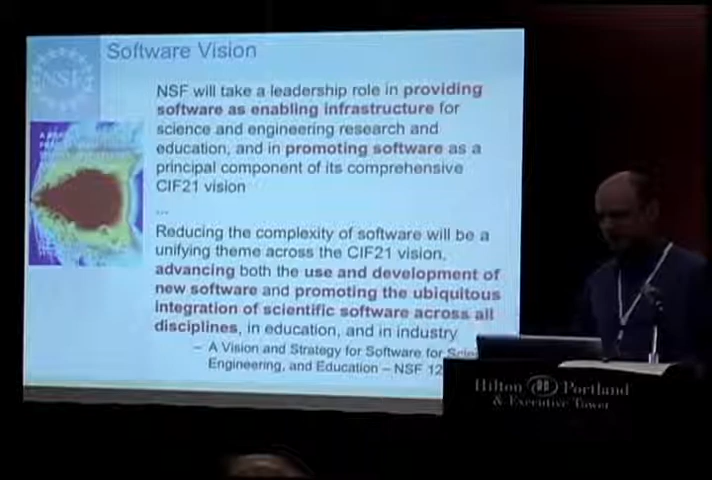 Software Vision
NSF
NSF will take a leadership role in providing
software as enabling infrastructure for
science and engineering research and
education, and in promoting software as a
principal component of its comprehensive
CIF21 vision
...
Reducing the complexity of software will be a
unifying theme across the CIF21 vision,
advancing both the use and development of
new software and promoting the ubiquitous
integration of scientific software across all
disciplines, in education, and in industry
– A Vision and Strategy for Software for
Engineering, and Education – NSF 12
Hilton Portland
& Executive Tower